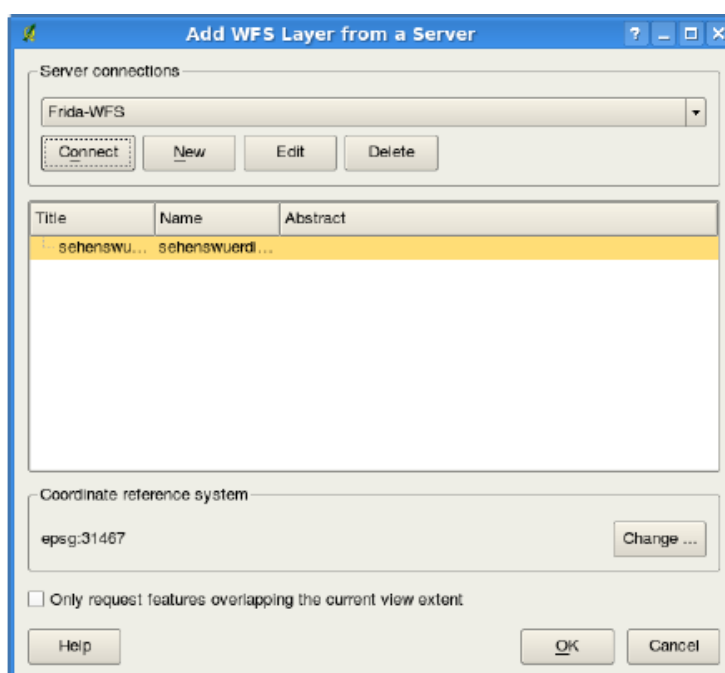 Add WFS Layer from a Server
Server connections
Frida-WFS
Connect New Edit Delete
Title Name Abstract
sehenswu... sehenswuerdi...
Coordinate reference system
epsg:31467
Change ...
Only request features overlapping the current view extent
Help OK Cancel